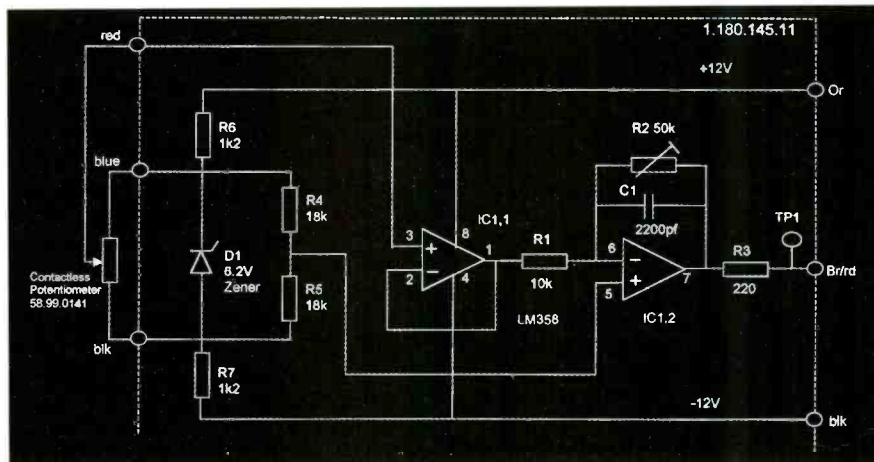 1.180.145.11
red
+12V
Or
R6
1k2
R2 50k
blue
R4
18k
C1
2200pf
TP1
IC1,1
3
8
1
R1
6
D1
6.2V
Zener
+
−
2
4
10k
−
+
5
7
R3
220
Br/rd
Contactless
Potentiometer
58.99.0141
R5
18k
LM358
IC1,2
blk
R7
1k2
-12V
blk